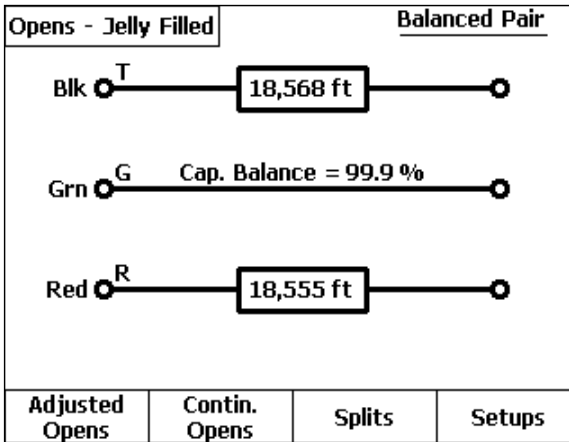 Opens - Jelly Filled
Balanced Pair
Blk T 18,568 ft
Grn G Cap. Balance = 99.9 %
Red R 18,555 ft
Adjusted Opens
Contin. Opens
Splits
Setups